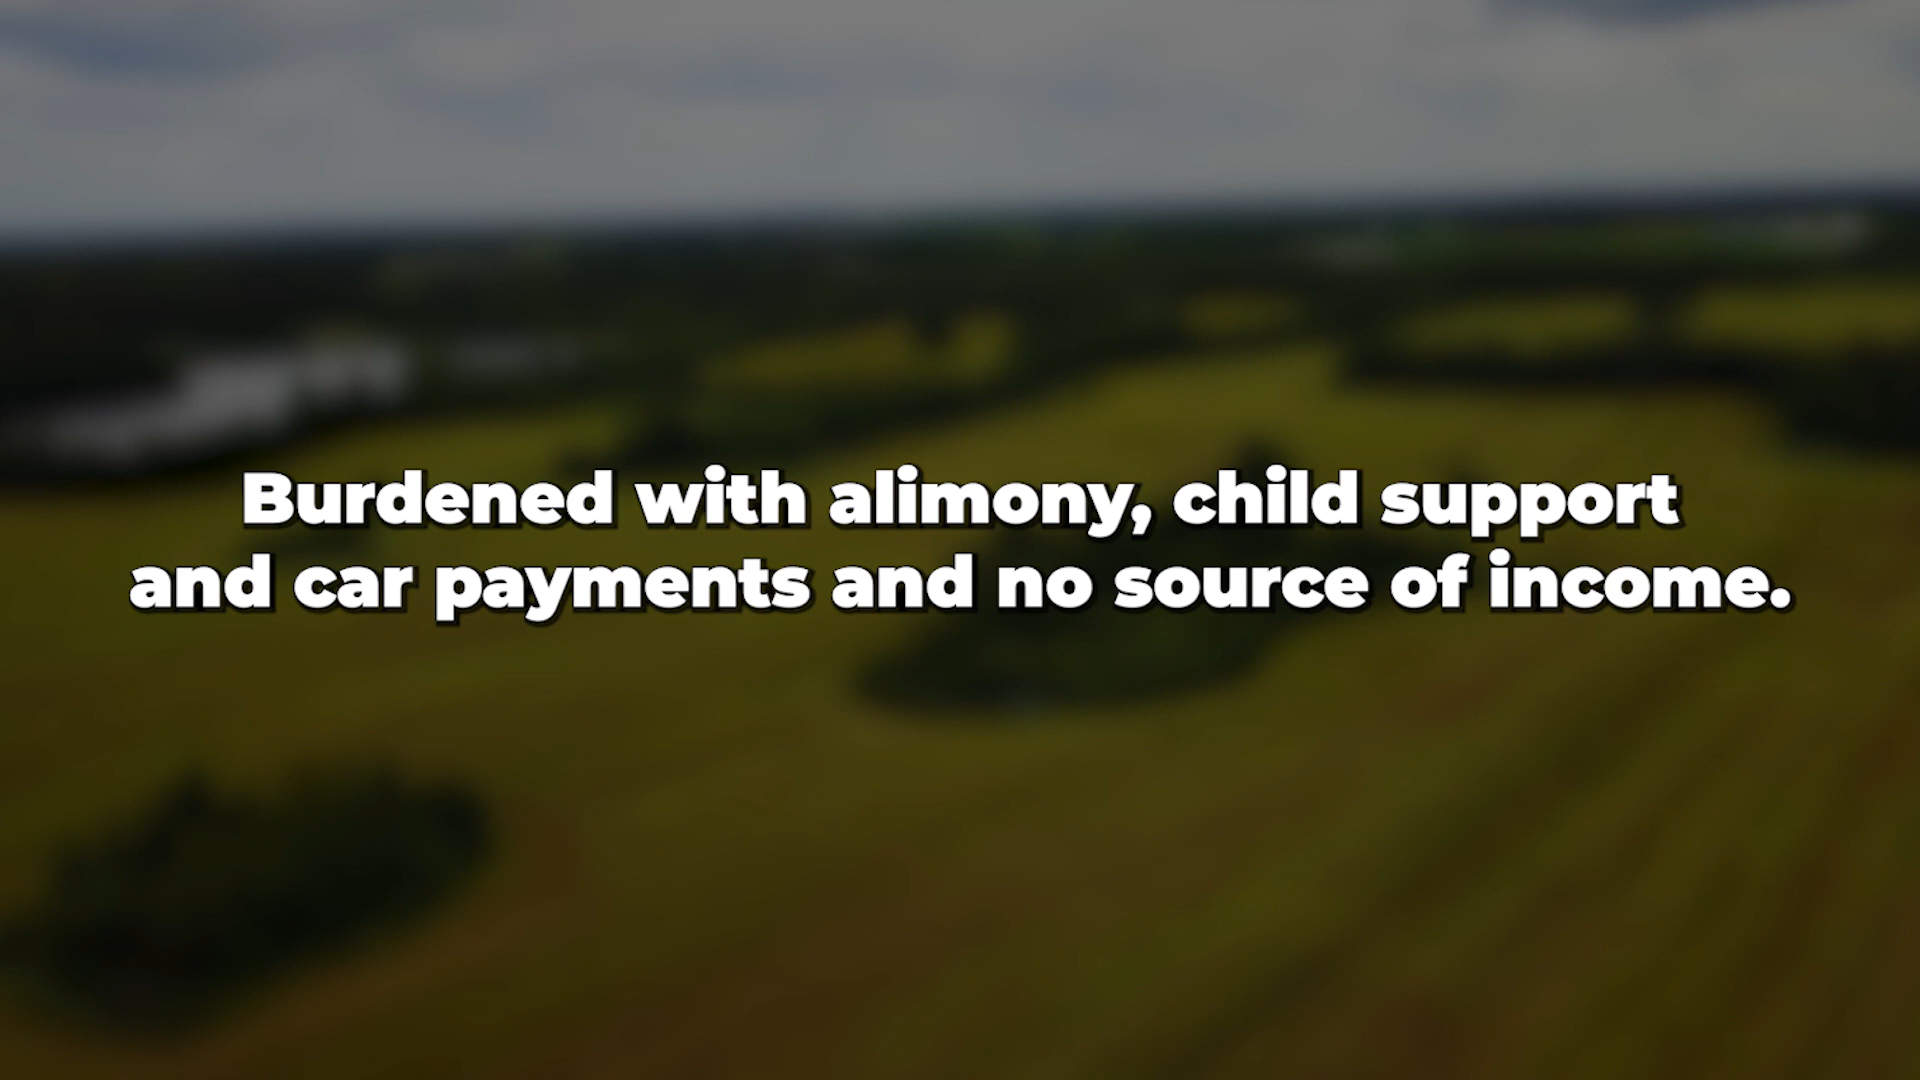 Burdened with alimony, child support
and car payments and no source of income.